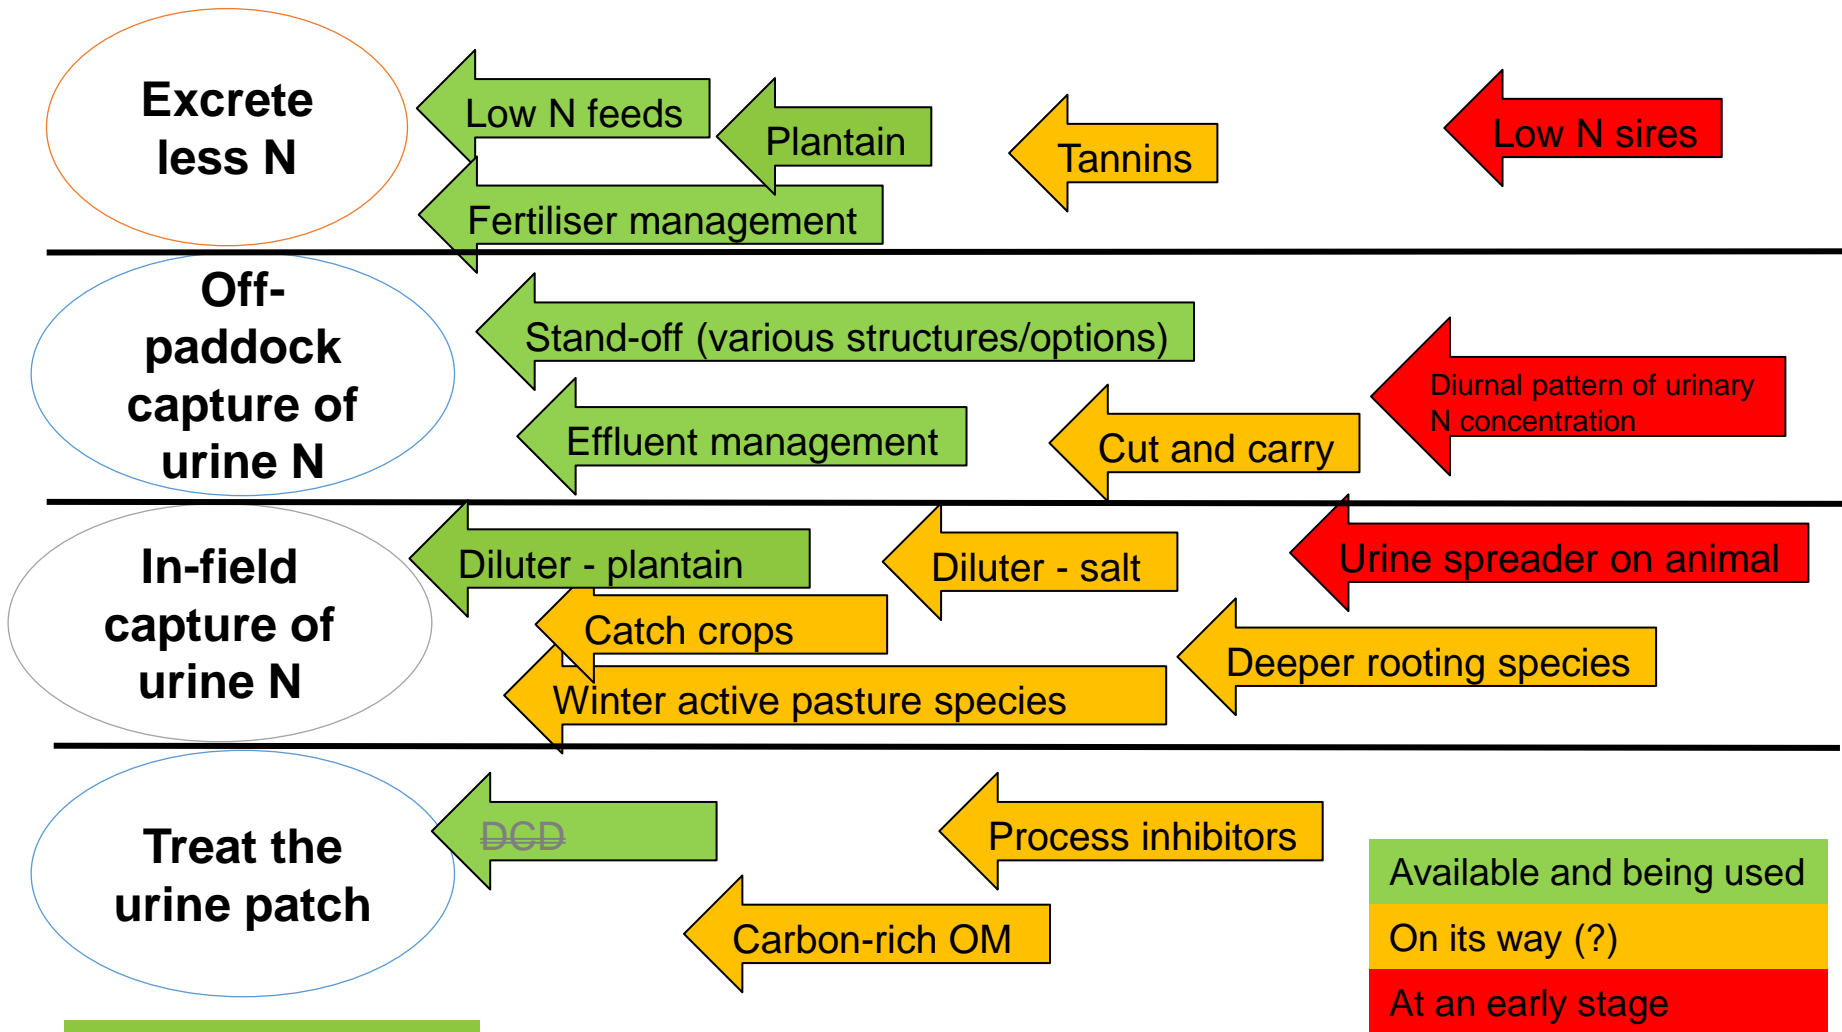 Excrete
less N
Low N feeds
Plantain
Tannins
Low N sires
Fertiliser management
Off-
paddock
capture of
urine N
Stand-off (various structures/options)
Effluent management
Cut and carry
Diurnal pattern of urinary
N concentration
In-field
capture of
urine N
Diluter - plantain
Diluter - salt
Urine spreader on animal
Catch crops
Deeper rooting species
Winter active pasture species
Treat the
urine patch
DCD
Process inhibitors
Carbon-rich OM
Available and being used
On its way (?)
At an early stage